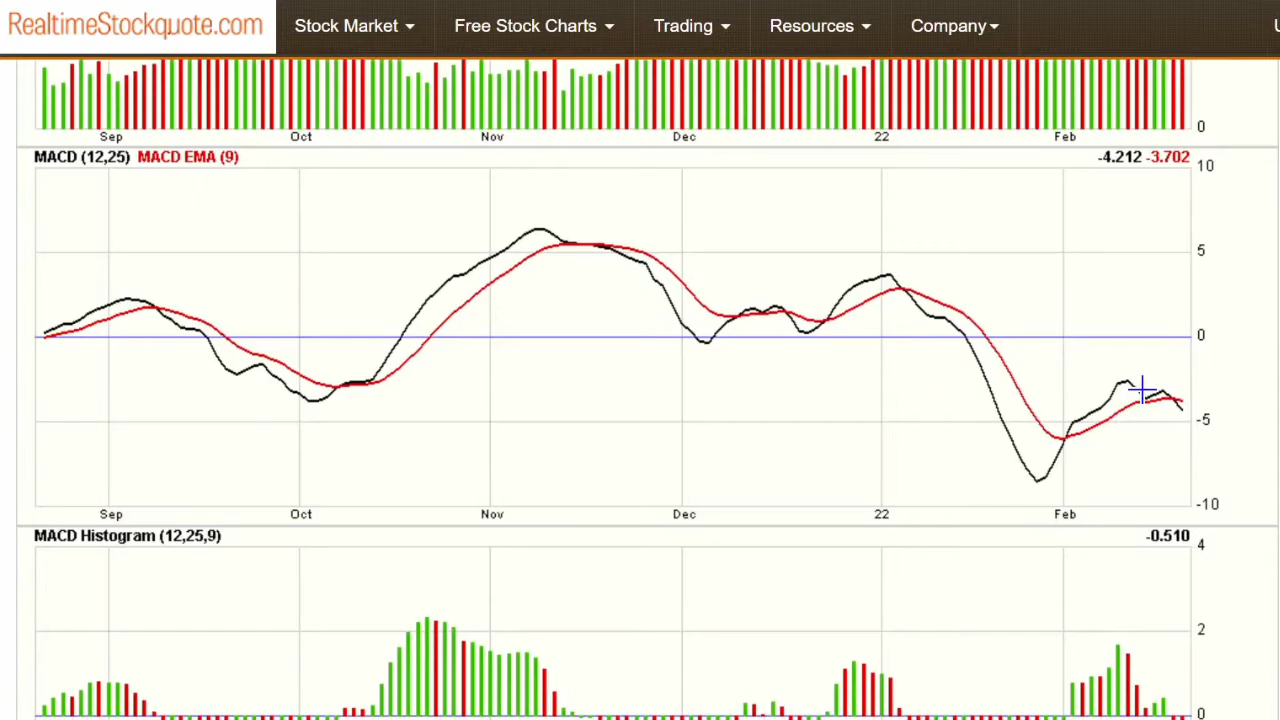 RealtimeStockquote.com Stock Market Free Stock Charts Trading Resources Company U
0
Sep Oct Nov Dec 22 Feb
MACD (12,25) MACD EMA (9) -4.212 -3.702
10
5
0
-5
-10
Sep Oct Nov Dec 22 Feb
MACD Histogram (12,25,9) -0.510
4
2
0